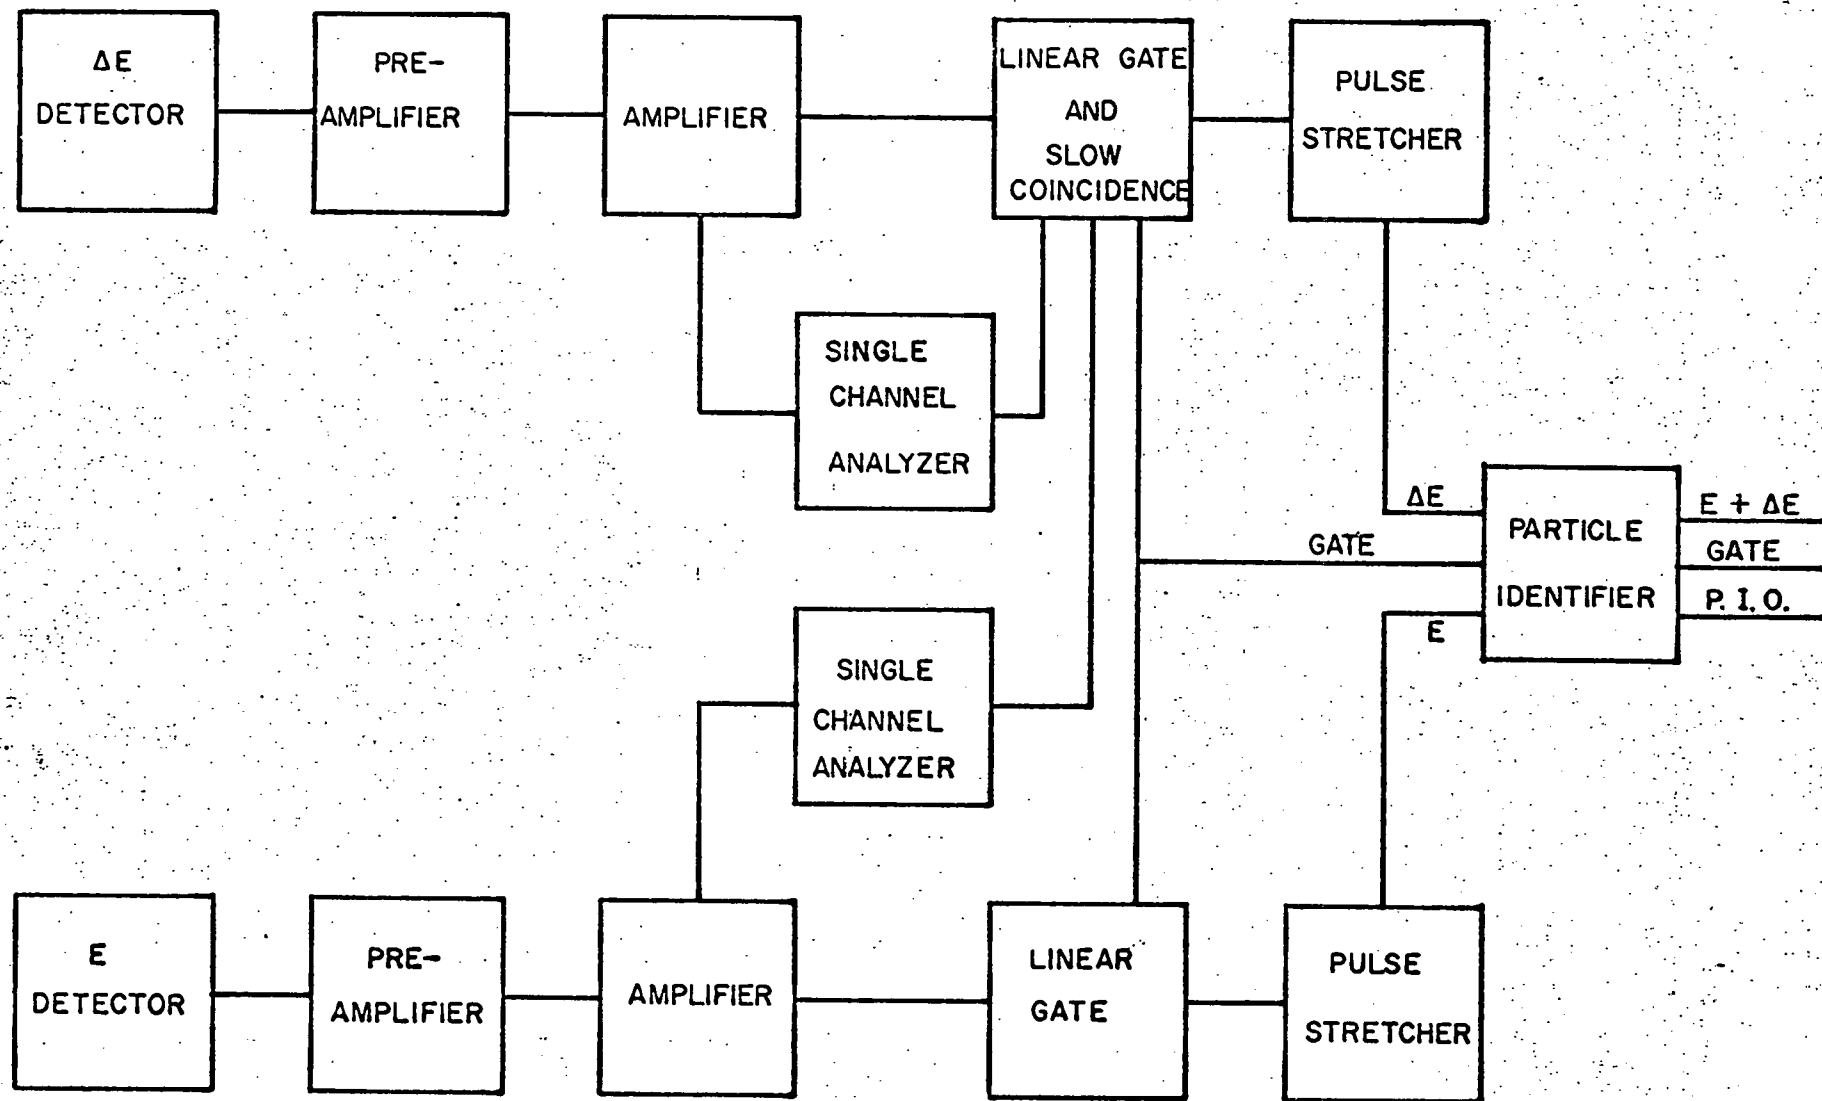 ΔE
DETECTOR
PRE-
AMPLIFIER
AMPLIFIER
LINEAR GATE
AND
SLOW
COINCIDENCE
PULSE
STRETCHER
SINGLE
CHANNEL
ANALYZER
ΔE
GATE
E
PARTICLE
IDENTIFIER
E + ΔE
GATE
P. I. O.
SINGLE
CHANNEL
ANALYZER
E
DETECTOR
PRE-
AMPLIFIER
AMPLIFIER
LINEAR
GATE
PULSE
STRETCHER